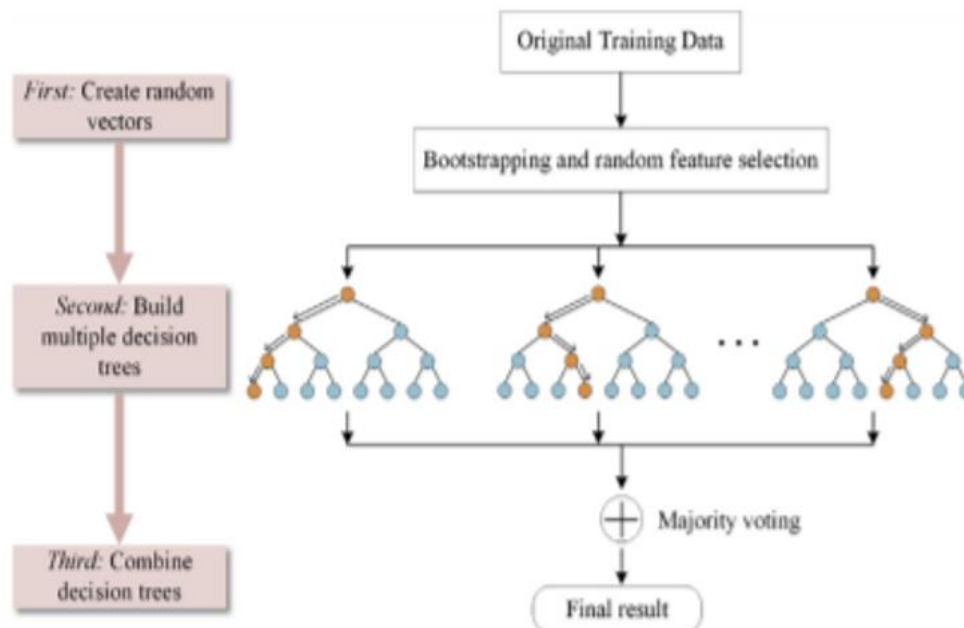 First: Create random
vectors
Second: Build
multiple decision
trees
Third: Combine
decision trees
Original Training Data
Bootstrapping and random feature selection
...
Majority voting
Final result